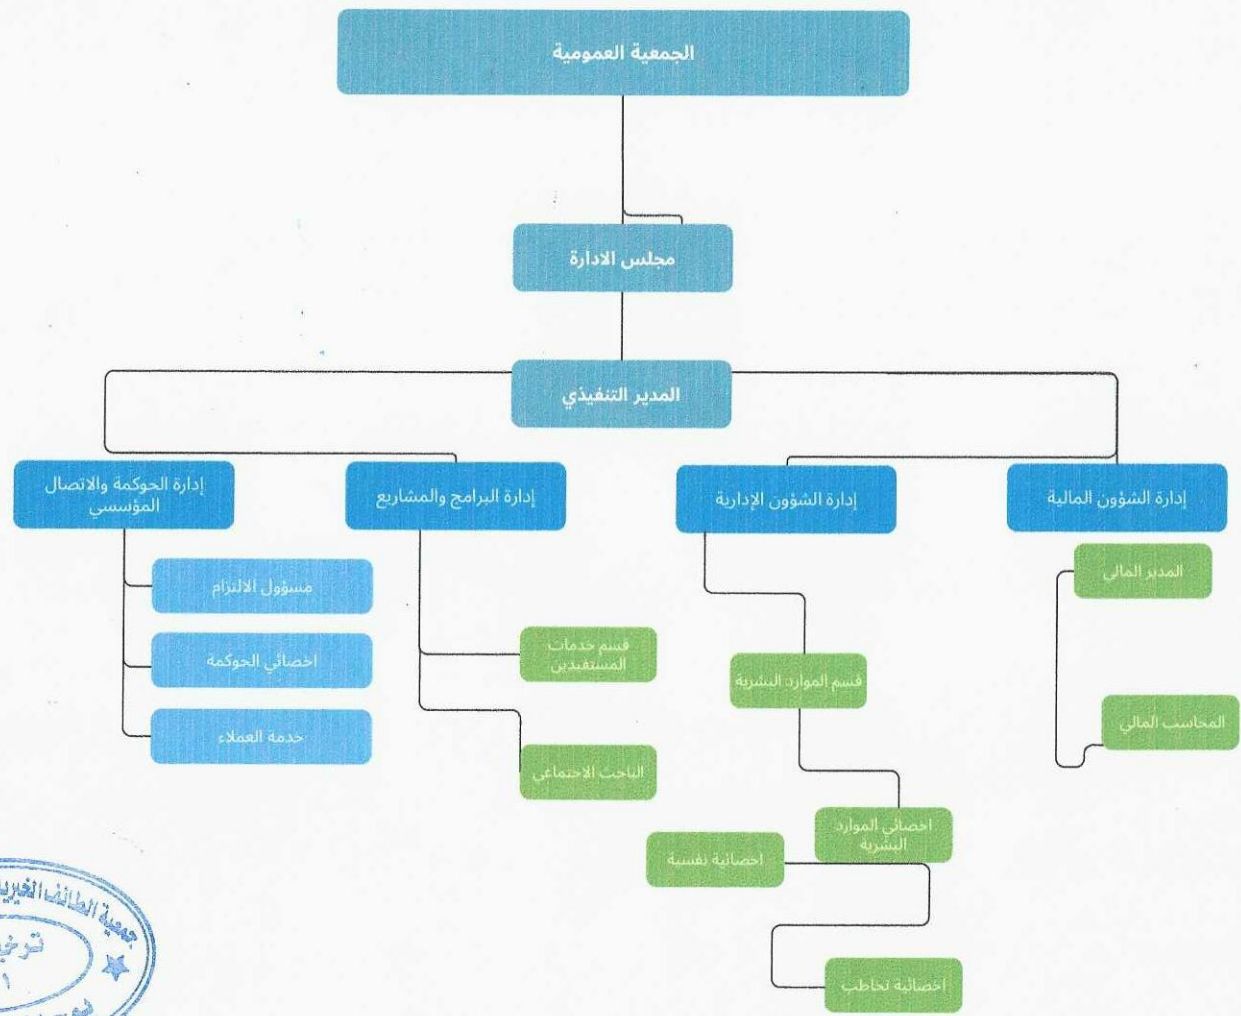 الجمعية العمومية
مجلس الادارة
المدير التنفيذي
إدارة الشؤون المالية
إدارة الشؤون الإدارية
إدارة البرامج والمشاريع
إدارة الحوكمة والاتصال
المؤسسي
المدير المالي
المحاسب المالي
قسم الموارد البشرية
اخصائي الموارد
البشرية
اخصائية نفسية
اخصائية تخاطب
قسم خدمات
المستفيدين
الباحث الاجتماعي
مسؤول الالتزام
اخصائي الحوكمة
خدمة العملاء
جمعية الطائف الخيرية